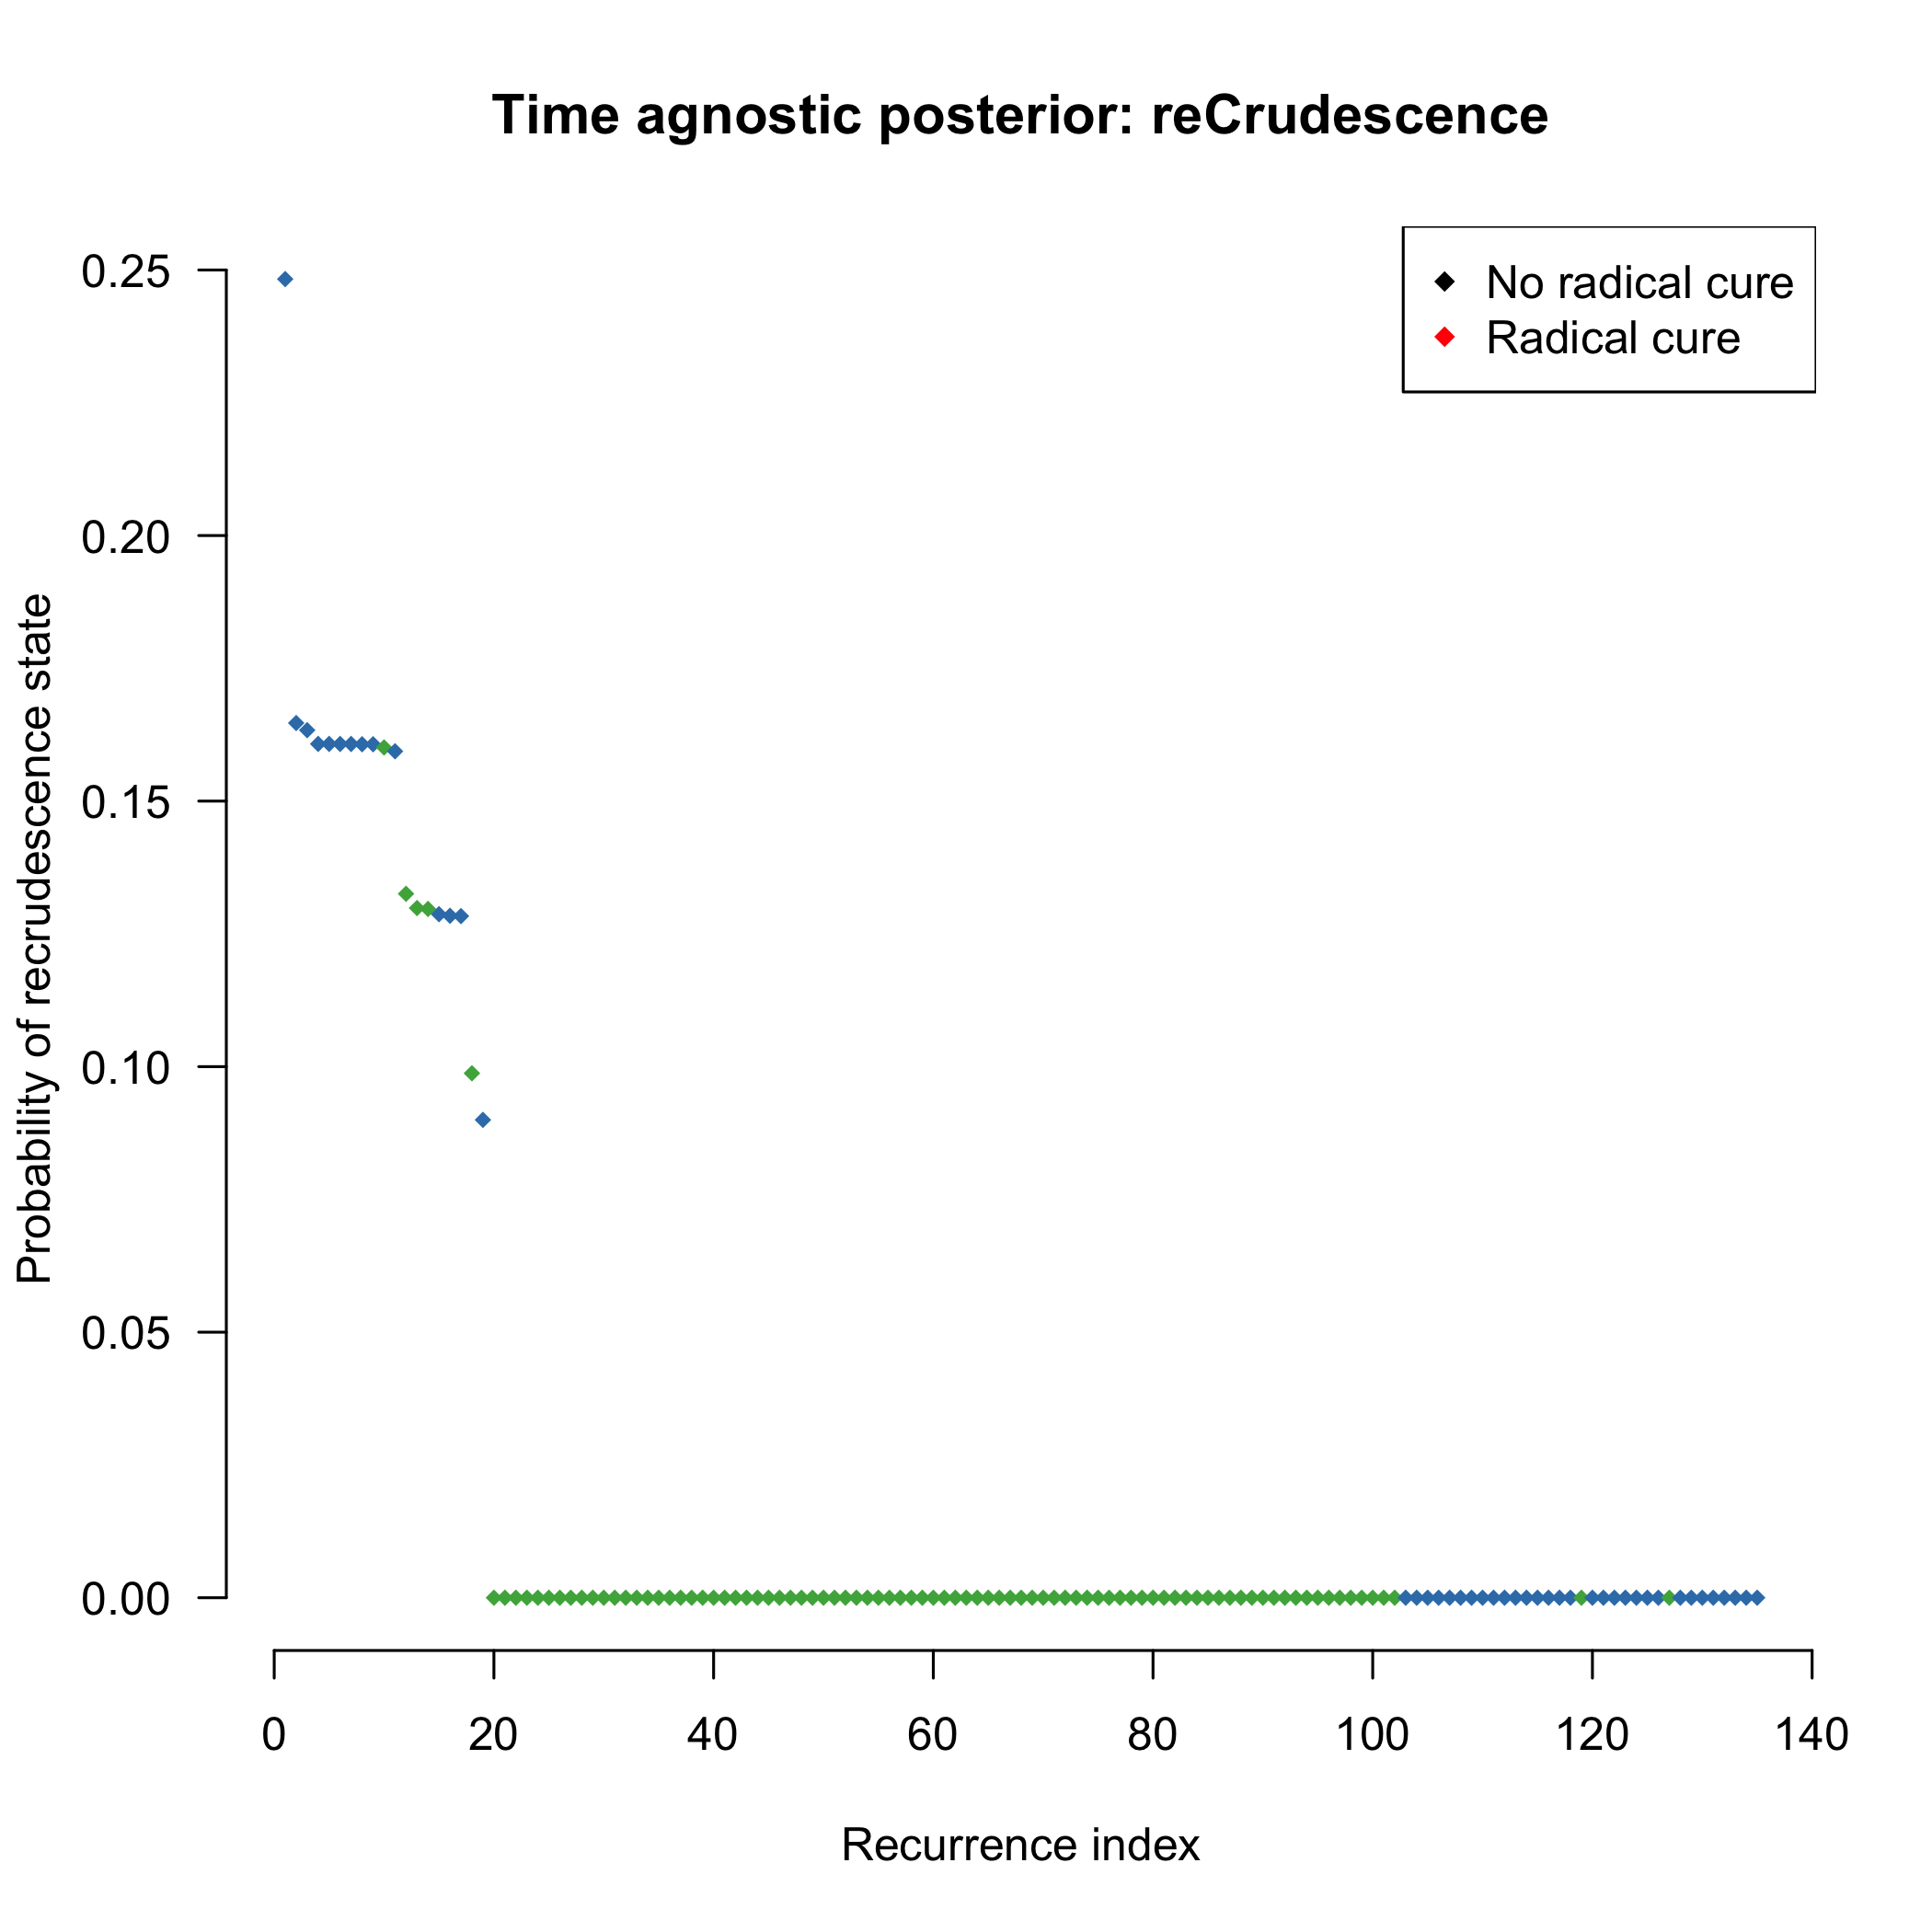 Time agnostic posterior: reCrudescence
No radical cure
Radical cure
Probability of recrudescence state
0.25
0.20
0.15
0.10
0.05
0.00
0 20 40 60 80 100 120 140
Recurrence index